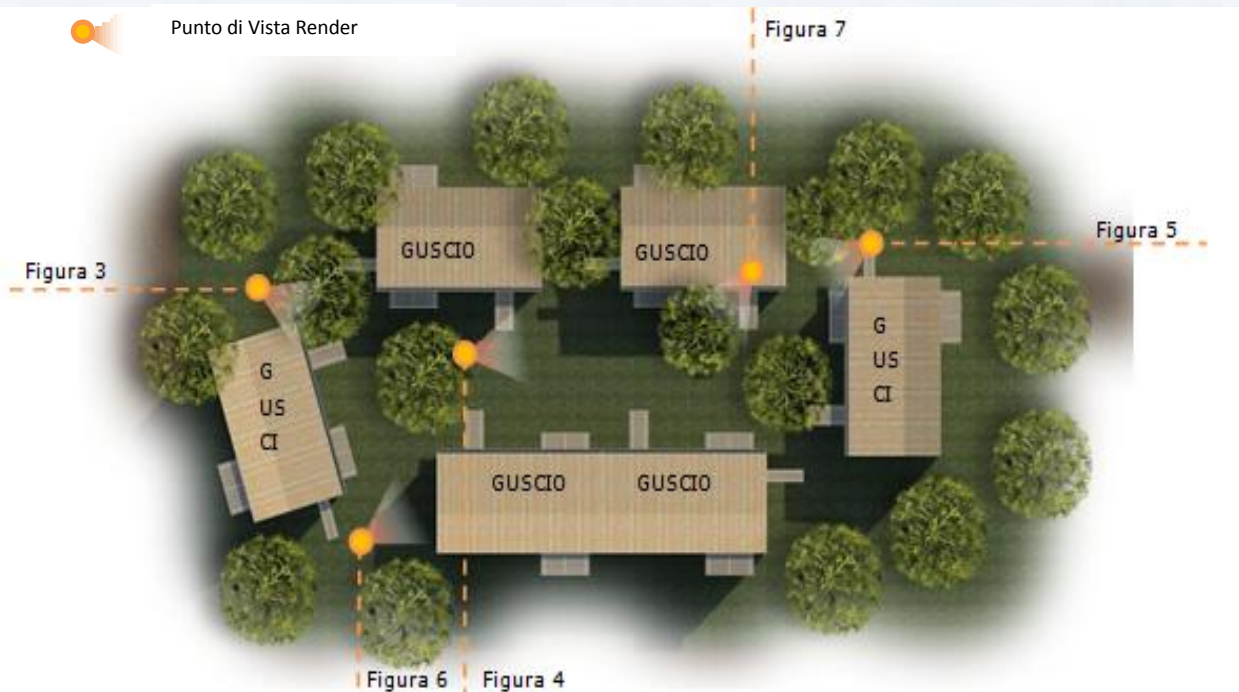 Punto di Vista Render
Figura 7
Figura 5
Figura 3
GUSCIO
GUSCIO
G
US
CI
G
US
CI
GUSCIO GUSCIO
Figura 6
Figura 4